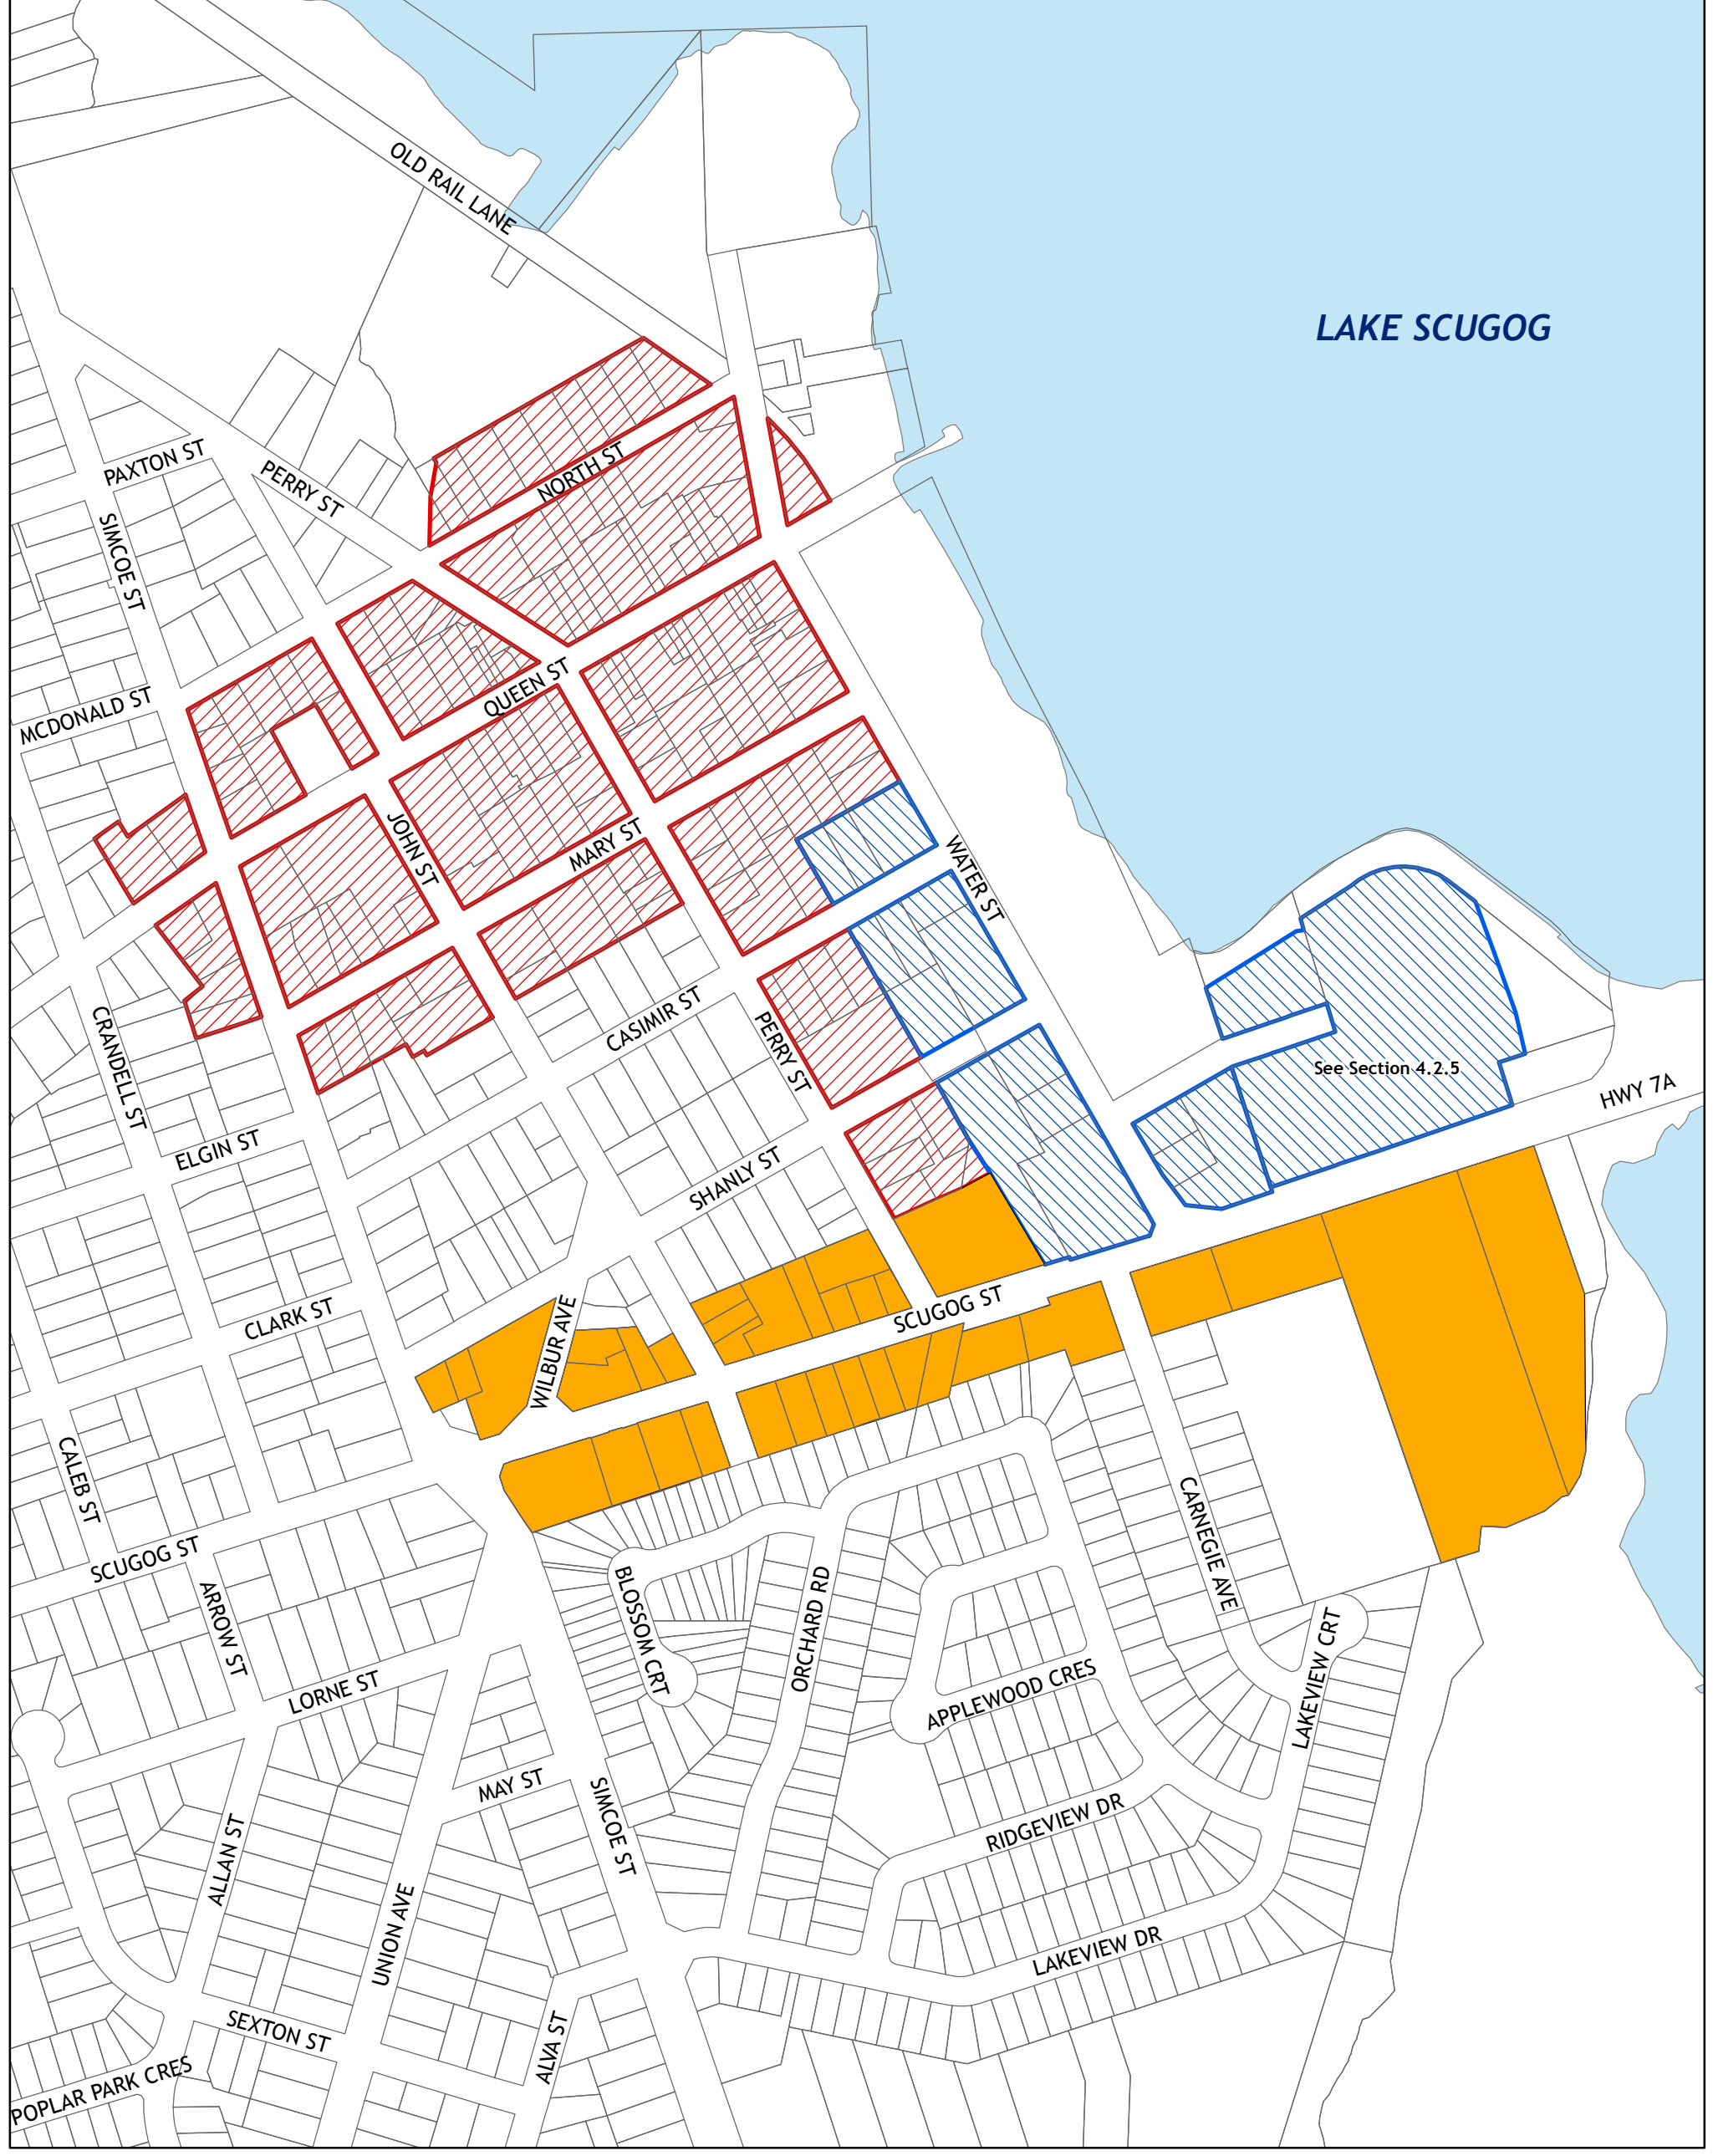 OLD RAIL LANE
LAKE SCUGOG
PAXTON ST
PERRY ST
NORTH ST
SIMCOE ST
MCDONALD ST
QUEEN ST
JOHN ST
MARY ST
WATER ST
CRANDELL ST
CASIMIR ST
PERRY ST
See Section 4.2.5
HWY 7A
ELGIN ST
SHANLY ST
CLARK ST
WILBUR AVE
SCUGOG ST
CALEB ST
CARNEGIE AVE
SCUGOG ST
ARROW ST
BLOSSOM CRT
ORCHARD RD
LORNE ST
APPLEWOOD CRES
LAKEVIEW CRT
MAY ST
SIMCOE ST
RIDGEVIEW DR
ALLAN ST
UNION AVE
LAKEVIEW DR
SEXTON ST
ALVA ST
POPLAR PARK CRES